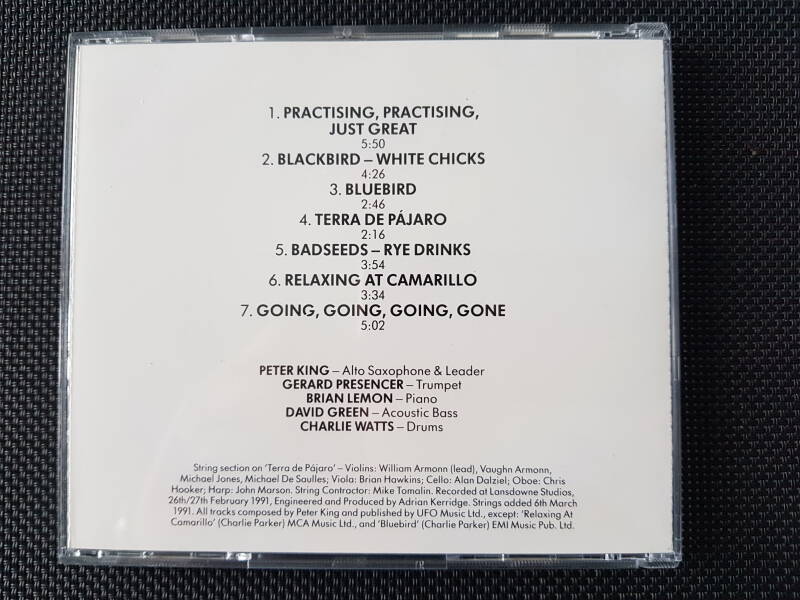 1. PRACTISING, PRACTISING,
JUST GREAT
5:50
2. BLACKBIRD – WHITE CHICKS
4:26
3. BLUEBIRD
2:46
4. TERRA DE PÁJARO
2:16
5. BADSEEDS – RYE DRINKS
3:54
6. RELAXING AT CAMARILLO
3:34
7. GOING, GOING, GOING, GONE
5:02
PETER KING – Alto Saxophone & Leader
GERARD PRESENCER – Trumpet
BRIAN LEMON – Piano
DAVID GREEN – Acoustic Bass
CHARLIE WATTS – Drums
String section on 'Terra de Pájaro' – Violins: William Armonn (lead), Vaughn Armonn,
Michael Jones, Michael De Saulles; Viola: Brian Hawkins; Cello: Alan Dalziel; Oboe: Chris
Hooker; Harp: John Marson. String Contractor: Mike Tomalin. Recorded at Lansdowne Studios,
26th/27th February 1991, Engineered and Produced by Adrian Kerridge. Strings added 6th March
1991. All tracks composed by Peter King and published by UFO Music Ltd., except: 'Relaxing At
Camarillo' (Charlie Parker) MCA Music Ltd., and 'Bluebird' (Charlie Parker) EMI Music Pub. Ltd.